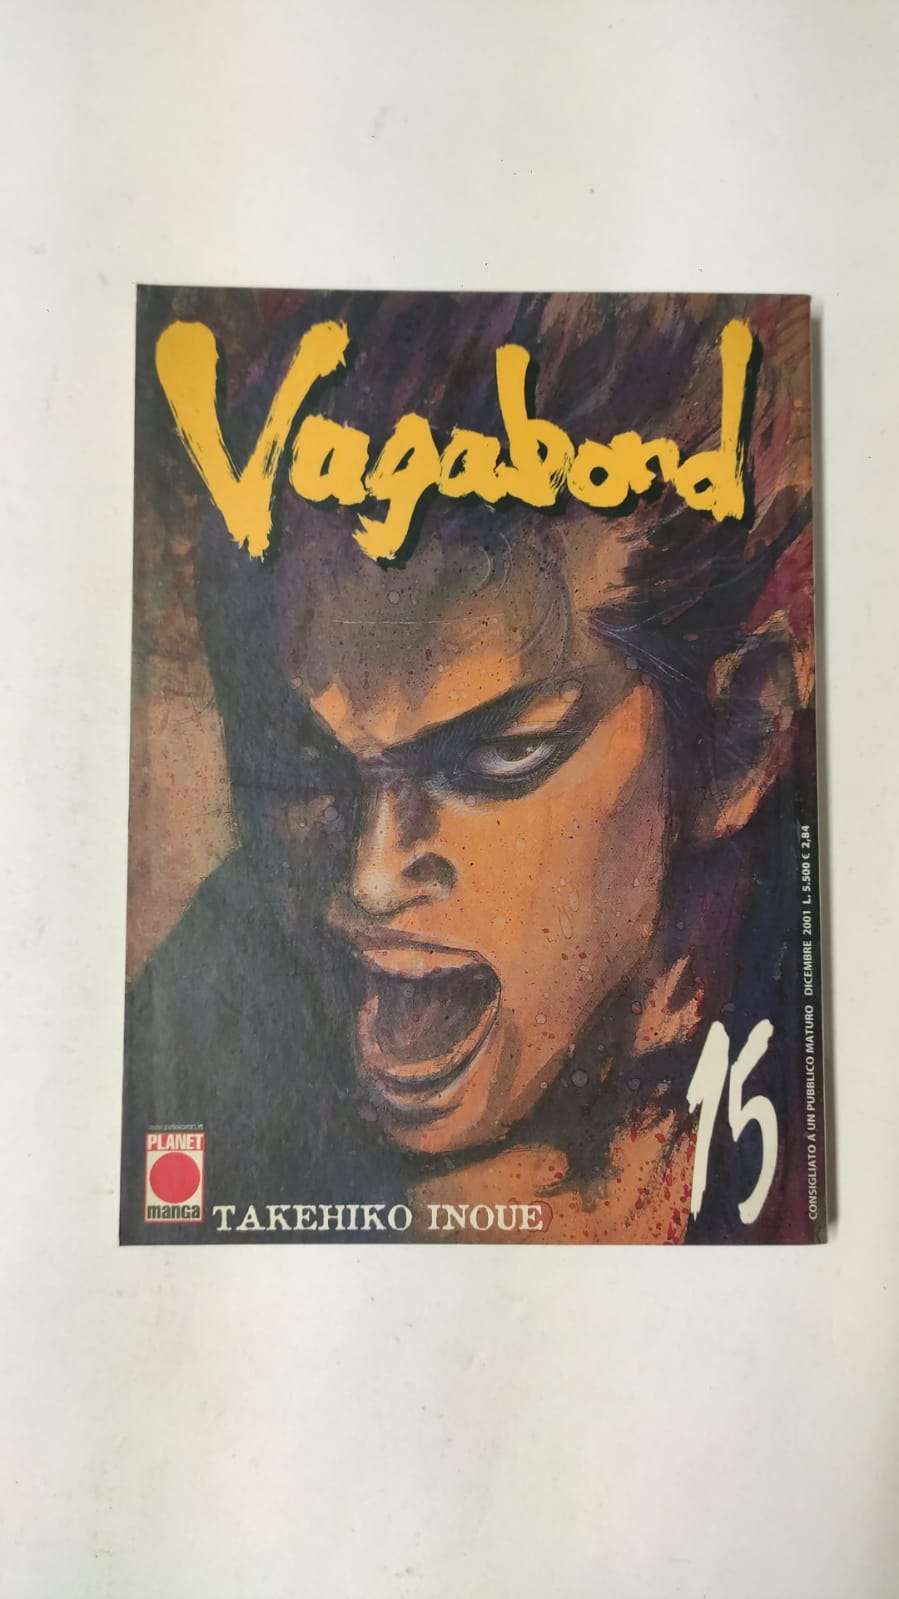 Vagabond
15
CONSIGLIATO A UN PUBBLICO MATURO DICEMBRE 2001 L. 5.500 € 2,84
PLANET
manga
TAKEHIKO INOUE